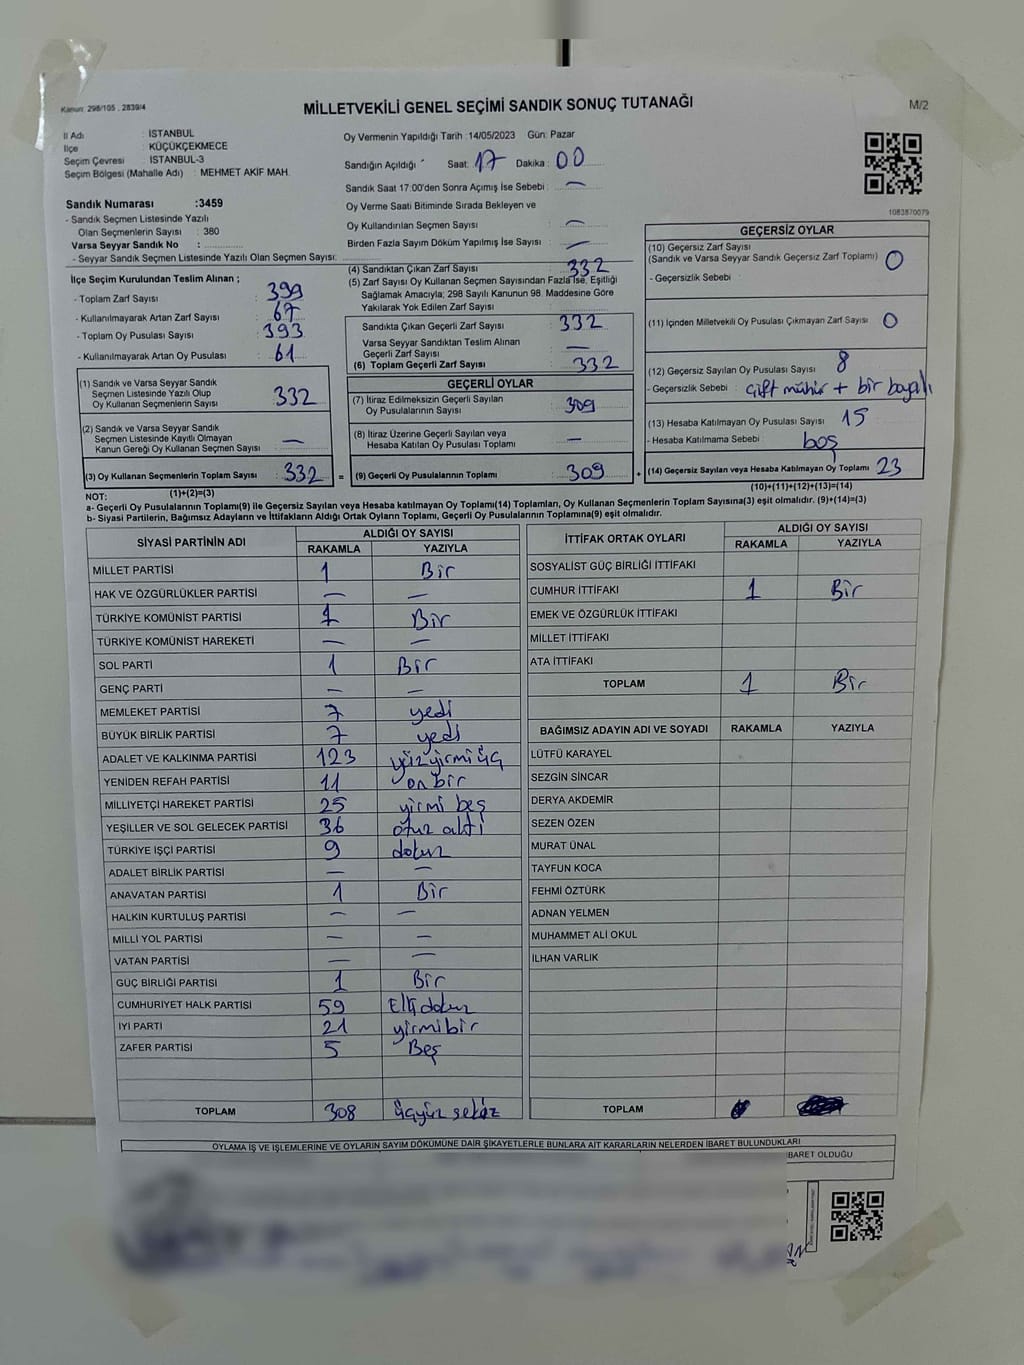 Kanun: 298/105 , 2839/4
MİLLETVEKİLİ GENEL SEÇİMİ SANDIK SONUÇ TUTANAĞI
M/2
İl Adı : İSTANBUL
İlçe : KÜÇÜKÇEKMECE
Seçim Çevresi : İSTANBUL-3
Seçim Bölgesi (Mahalle Adı) : MEHMET AKİF MAH.
Sandık Numarası :3459
- Sandık Seçmen Listesinde Yazılı
Olan Seçmenlerin Sayısı : 380
Varsa Seyyar Sandık No :
- Seyyar Sandık Seçmen Listesinde Yazılı Olan Seçmen Sayısı:
Oy Vermenin Yapıldığı Tarih :14/05/2023 Gün: Pazar
Sandığın Açıldığı Saat: 17 Dakika : 00
Sandık Saat 17:00'den Sonra Açımış İse Sebebi : —
Oy Verme Saati Bitiminde Sırada Bekleyen ve
Oy Kullandırılan Seçmen Sayısı : —
Birden Fazla Sayım Döküm Yapılmış İse Sayısı : —
1083870079
İlçe Seçim Kurulundan Teslim Alınan ;
- Toplam Zarf Sayısı : 399
- Kullanılmayarak Artan Zarf Sayısı : 67
- Toplam Oy Pusulası Sayısı : 393
- Kullanılmayarak Artan Oy Pusulası : 61
(1) Sandık ve Varsa Seyyar Sandık
Seçmen Listesinde Yazılı Olup
Oy Kullanan Seçmenlerin Sayısı 332
(2) Sandık ve Varsa Seyyar Sandık
Seçmen Listesinde Kayıtlı Olmayan
Kanun Gereği Oy Kullanan Seçmen Sayısı —
(3) Oy Kullanan Seçmenlerin Toplam Sayısı 332 =
(1)+(2)=(3)
(4) Sandıktan Çıkan Zarf Sayısı : 332
(5) Zarf Sayısı Oy Kullanan Seçmen Sayısından Fazla İse, Eşitliği
Sağlamak Amacıyla; 298 Sayılı Kanunun 98. Maddesine Göre
Yakılarak Yok Edilen Zarf Sayısı :
Sandıkta Çıkan Geçerli Zarf Sayısı : 332
Varsa Seyyar Sandıktan Teslim Alınan
Geçerli Zarf Sayısı : —
(6) Toplam Geçerli Zarf Sayısı : 332
GEÇERLİ OYLAR
(7) İtiraz Edilmeksizin Geçerli Sayılan
Oy Pusulalarının Sayısı : 309
(8) İtiraz Üzerine Geçerli Sayılan veya
Hesaba Katılan Oy Pusulası Toplamı : —
(9) Geçerli Oy Pusulalarının Toplamı : 309 +
GEÇERSİZ OYLAR
(10) Geçersiz Zarf Sayısı
(Sandık ve Varsa Seyyar Sandık Geçersiz Zarf Toplamı) : 0
- Geçersizlik Sebebi :
(11) İçinden Milletvekili Oy Pusulası Çıkmayan Zarf Sayısı : 0
(12) Geçersiz Sayılan Oy Pusulası Sayısı : 8
- Geçersizlik Sebebi : çift mühür + bir boyalı
(13) Hesaba Katılmayan Oy Pusulası Sayısı : 15
- Hesaba Katılmama Sebebi : boş
(14) Geçersiz Sayılan veya Hesaba Katılmayan Oy Toplamı : 23
(10)+(11)+(12)+(13)=(14)
NOT:
a- Geçerli Oy Pusulalarının Toplamı(9) ile Geçersiz Sayılan veya Hesaba katılmayan Oy Toplamı(14) Toplamları, Oy Kullanan Seçmenlerin Toplam Sayısına(3) eşit olmalıdır. (9)+(14)=(3)
b- Siyasi Partilerin, Bağımsız Adayların ve İttifakların Aldığı Ortak Oyların Toplamı, Geçerli Oy Pusulalarının Toplamına(9) eşit olmalıdır.
SİYASİ PARTİNİN ADI ALDIĞI OY SAYISI
RAKAMLA YAZIYLA
MİLLET PARTİSİ 1 Bir
HAK VE ÖZGÜRLÜKLER PARTİSİ — —
TÜRKİYE KOMÜNİST PARTİSİ 1 Bir
TÜRKİYE KOMÜNİST HAREKETİ — —
SOL PARTİ 1 Bir
GENÇ PARTİ — —
MEMLEKET PARTİSİ 7 yedi
BÜYÜK BİRLİK PARTİSİ 7 yedi
ADALET VE KALKINMA PARTİSİ 123 yüz yirmi üç
YENİDEN REFAH PARTİSİ 11 on bir
MİLLİYETÇİ HAREKET PARTİSİ 25 yirmi beş
YEŞİLLER VE SOL GELECEK PARTİSİ 36 otuz altı
TÜRKİYE İŞÇİ PARTİSİ 9 dokuz
ADALET BİRLİK PARTİSİ — —
ANAVATAN PARTİSİ 1 Bir
HALKIN KURTULUŞ PARTİSİ — —
MİLLİ YOL PARTİSİ — —
VATAN PARTİSİ — —
GÜÇ BİRLİĞİ PARTİSİ 1 Bir
CUMHURİYET HALK PARTİSİ 59 Elli dokuz
İYİ PARTİ 21 yirmi bir
ZAFER PARTİSİ 5 Beş
TOPLAM 308 üçyüz sekiz
İTTİFAK ORTAK OYLARI ALDIĞI OY SAYISI
RAKAMLA YAZIYLA
SOSYALİST GÜÇ BİRLİĞİ İTTİFAKI
CUMHUR İTTİFAKI 1 Bir
EMEK VE ÖZGÜRLÜK İTTİFAKI
MİLLET İTTİFAKI
ATA İTTİFAKI
TOPLAM 1 Bir
BAĞIMSIZ ADAYIN ADI VE SOYADI RAKAMLA YAZIYLA
LÜTFÜ KARAYEL
SEZGİN SİNCAR
DERYA AKDEMİR
SEZEN ÖZEN
MURAT ÜNAL
TAYFUN KOCA
FEHMİ ÖZTÜRK
ADNAN YELMEN
MUHAMMET ALİ OKUL
İLHAN VARLIK
TOPLAM
OYLAMA İŞ VE İŞLEMLERİNE VE OYLARIN SAYIM DÖKÜMÜNE DAİR ŞİKAYETLERLE BUNLARA AİT KARARLARIN NELERDEN İBARET BULUNDUKLARI
İBARET OLDUĞU